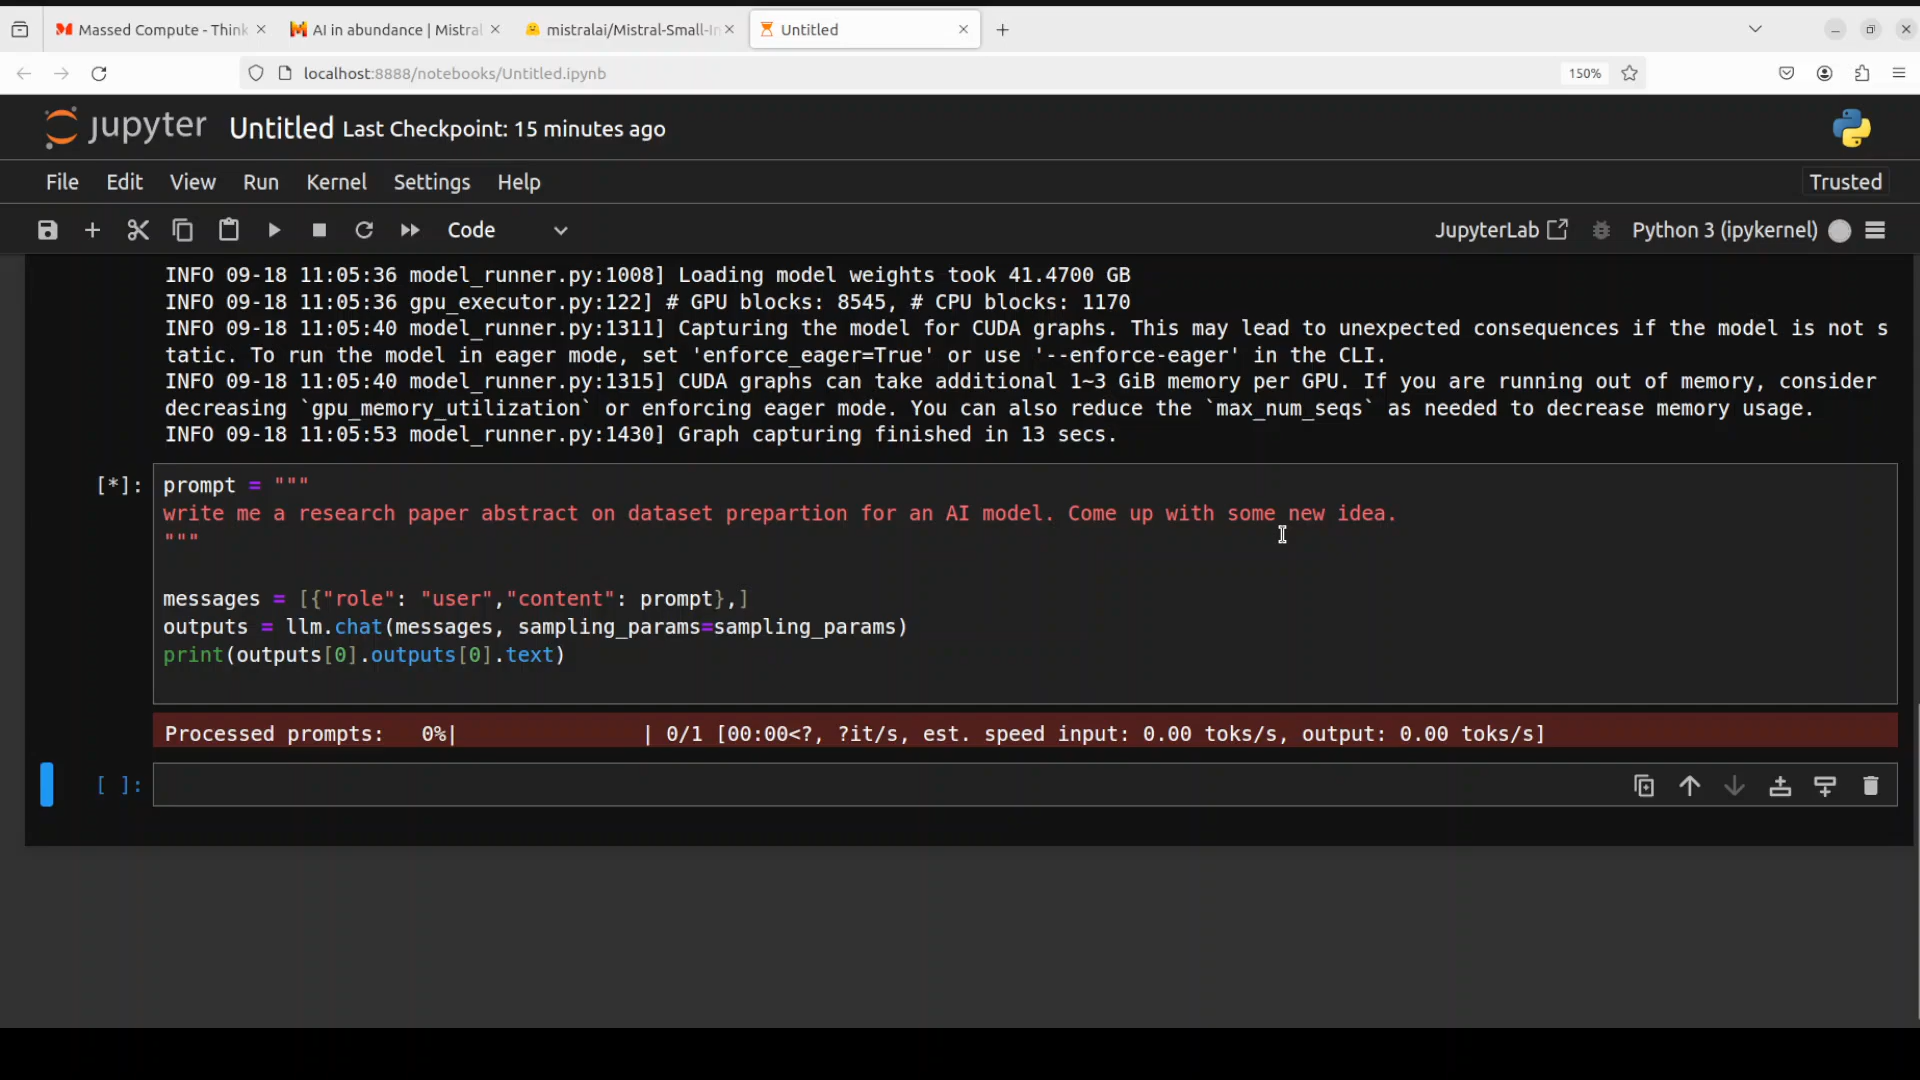 Massed Compute - Think
AI in abundance | Mistral
mistralai/Mistral-Small-In
Untitled
localhost:8888/notebooks/Untitled.ipynb
150%
jupyter Untitled Last Checkpoint: 15 minutes ago
File Edit View Run Kernel Settings Help
Trusted
Code
JupyterLab
Python 3 (ipykernel)
INFO 09-18 11:05:36 model_runner.py:1008] Loading model weights took 41.4700 GB
INFO 09-18 11:05:36 gpu_executor.py:122] # GPU blocks: 8545, # CPU blocks: 1170
INFO 09-18 11:05:40 model_runner.py:1311] Capturing the model for CUDA graphs. This may lead to unexpected consequences if the model is not s
tatic. To run the model in eager mode, set 'enforce_eager=True' or use '--enforce-eager' in the CLI.
INFO 09-18 11:05:40 model_runner.py:1315] CUDA graphs can take additional 1~3 GiB memory per GPU. If you are running out of memory, consider
decreasing `gpu_memory_utilization` or enforcing eager mode. You can also reduce the `max_num_seqs` as needed to decrease memory usage.
INFO 09-18 11:05:53 model_runner.py:1430] Graph capturing finished in 13 secs.
[*]: prompt = """
write me a research paper abstract on dataset prepartion for an AI model. Come up with some new idea.
"""
messages = [{"role": "user","content": prompt},]
outputs = llm.chat(messages, sampling_params=sampling_params)
print(outputs[0].outputs[0].text)
Processed prompts:   0%|          | 0/1 [00:00<?, ?it/s, est. speed input: 0.00 toks/s, output: 0.00 toks/s]
[ ]: